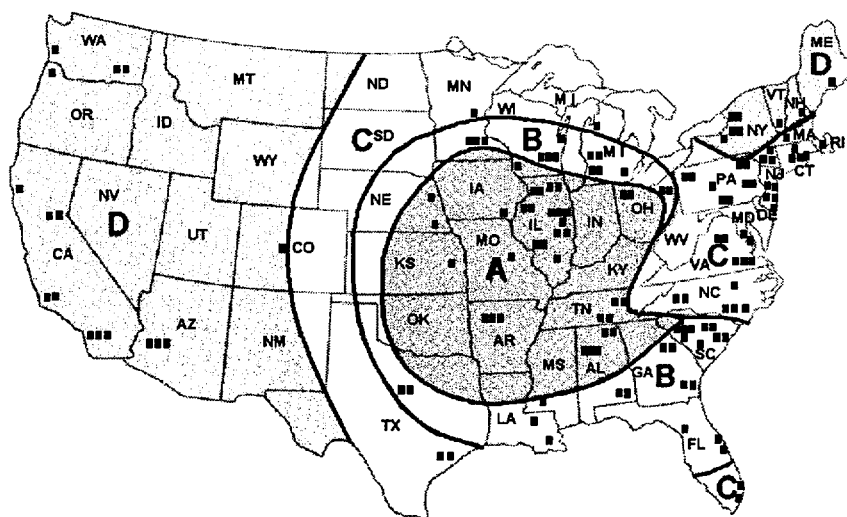 WA
MT
ND
MN
ME
D
OR
ID
WY
C SD
WI
MI
B
MI
VT
NH
NY
MA
RI
CT
NV
D
UT
CO
NE
IA
IL
IN
OH
PA
NJ
DE
MD
CA
KS
MO
A
KY
WV
VA
C
AZ
NM
OK
AR
TN
NC
MS
AL
GA
B
SC
TX
LA
FL
C